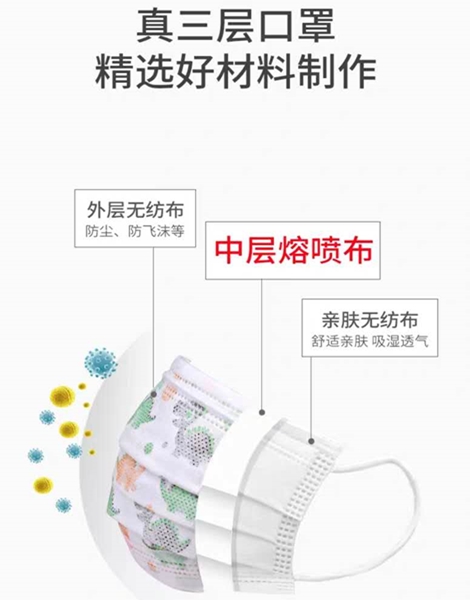 真三层口罩
精选好材料制作
外层无纺布
防尘、防飞沫等
中层熔喷布
亲肤无纺布
舒适亲肤 吸湿透气